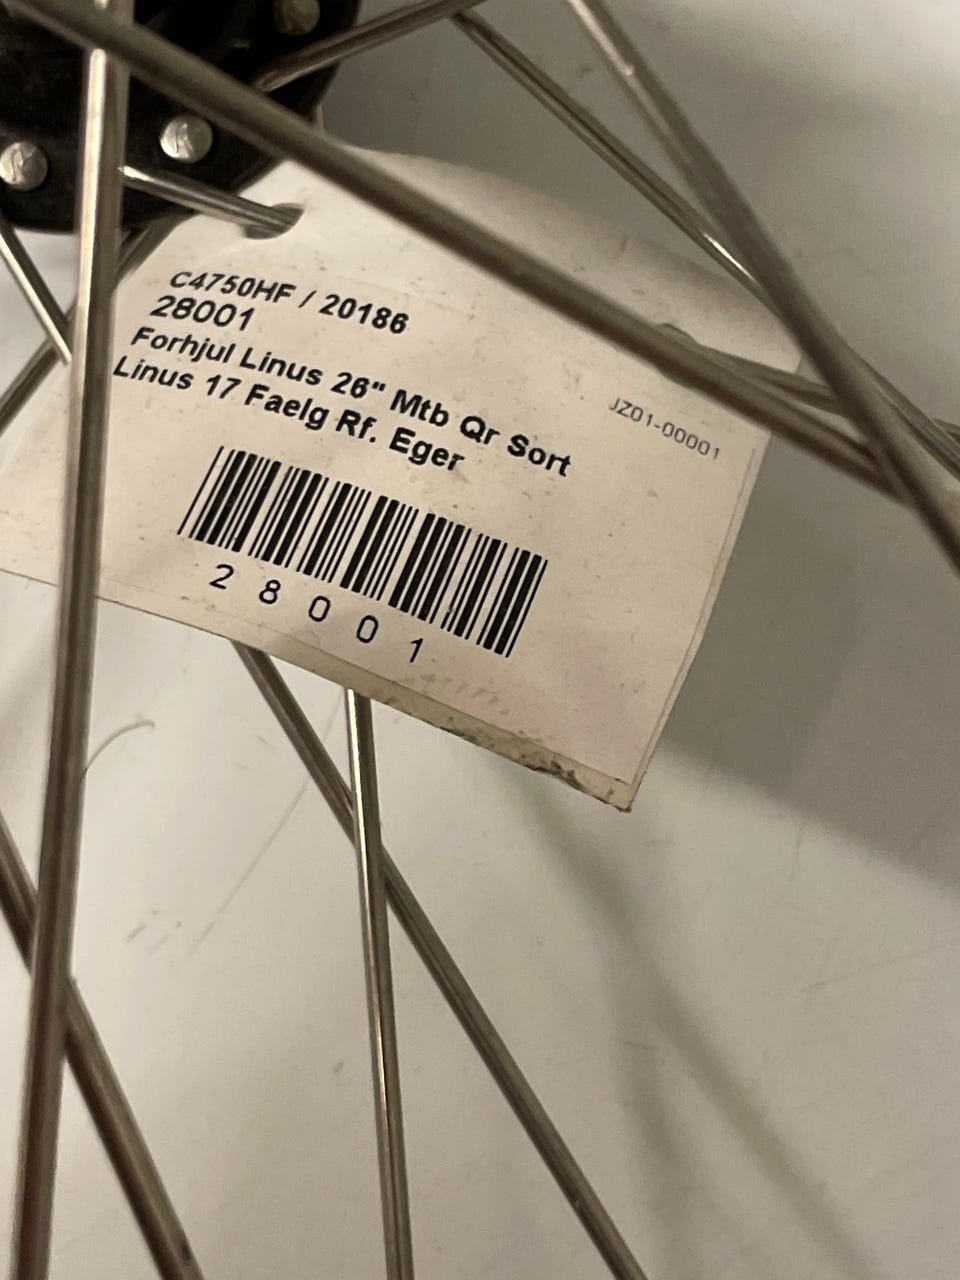 C4750HF / 20186
28001
Forhjul Linus 26" Mtb Qr Sort
Linus 17 Faelg Rf. Eger
JZ01-00001
28001